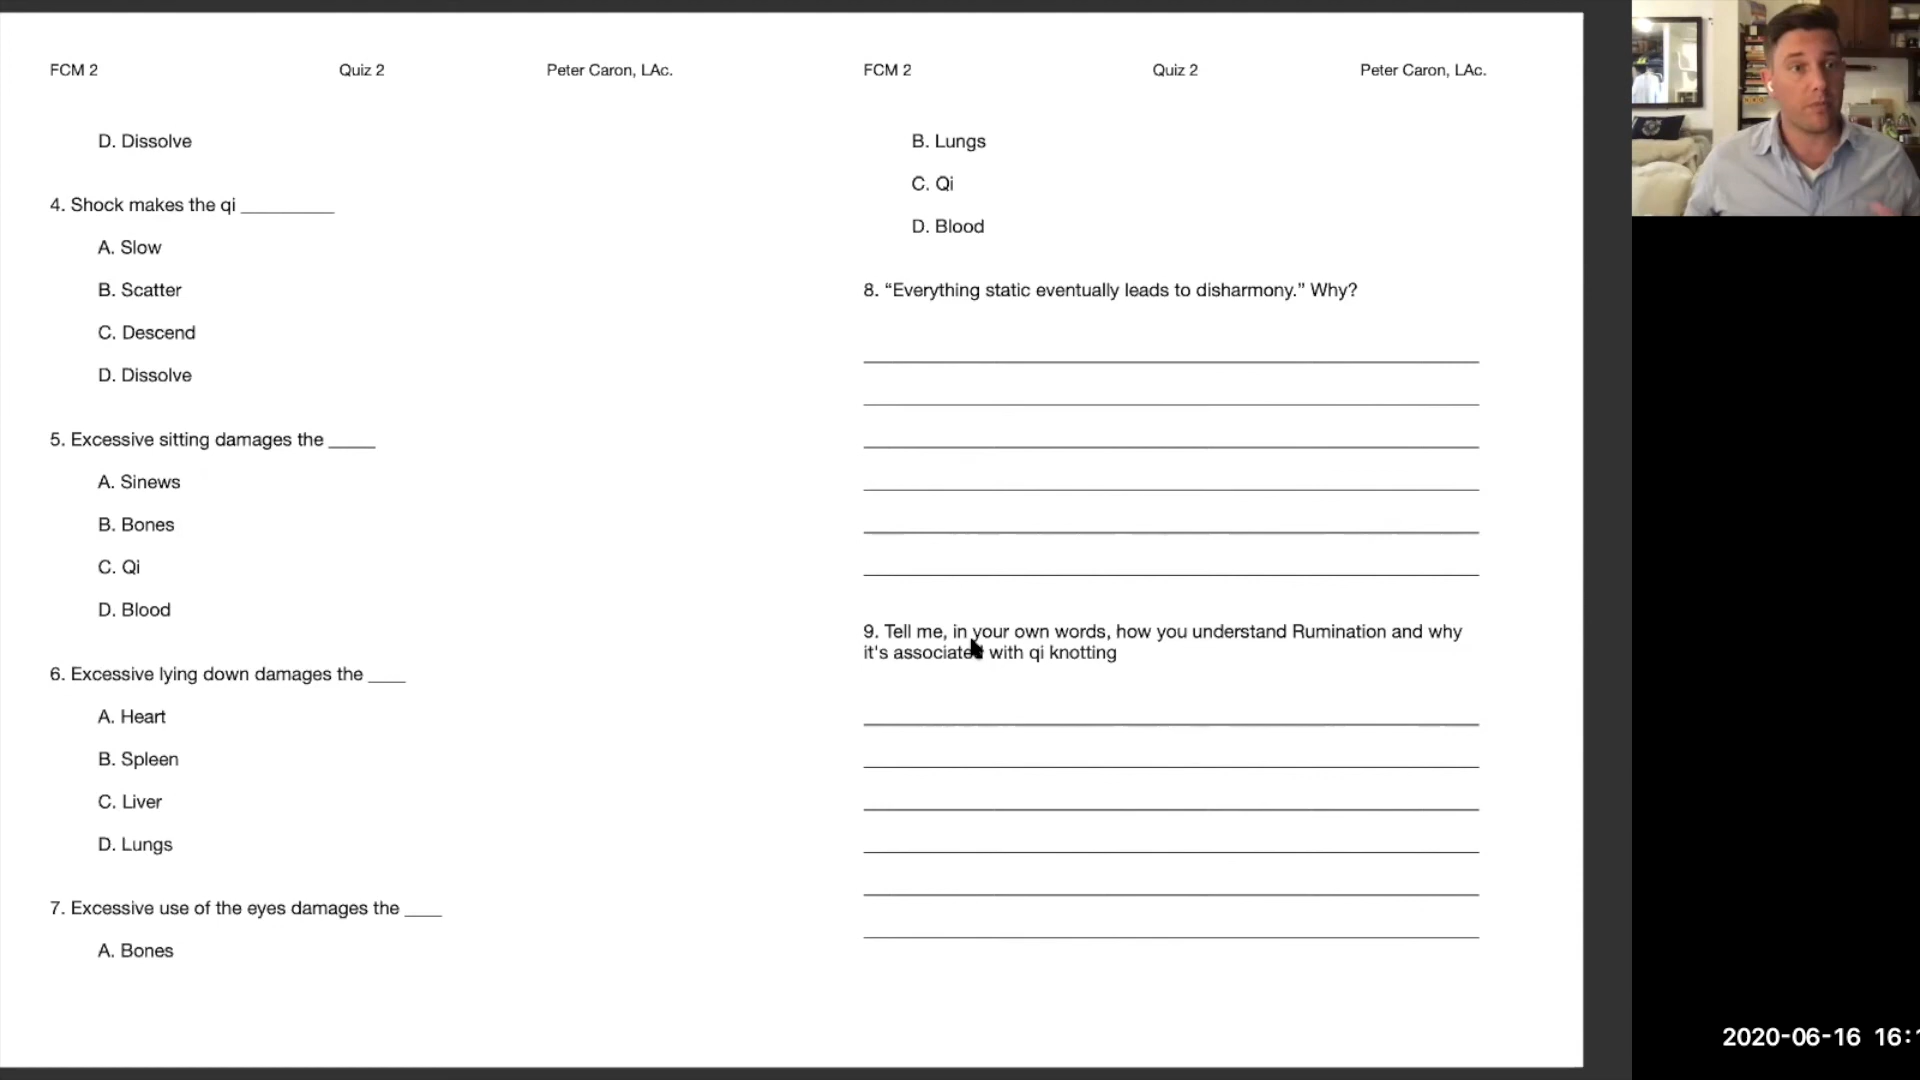 FCM 2 Quiz 2 Peter Caron, LAc.
D. Dissolve
4. Shock makes the qi __________
A. Slow
B. Scatter
C. Descend
D. Dissolve
5. Excessive sitting damages the _____
A. Sinews
B. Bones
C. Qi
D. Blood
6. Excessive lying down damages the ____
A. Heart
B. Spleen
C. Liver
D. Lungs
7. Excessive use of the eyes damages the ____
A. Bones
FCM 2 Quiz 2 Peter Caron, LAc.
B. Lungs
C. Qi
D. Blood
8. “Everything static eventually leads to disharmony.” Why?
9. Tell me, in your own words, how you understand Rumination and why
it's associated with qi knotting
2020-06-16 16: